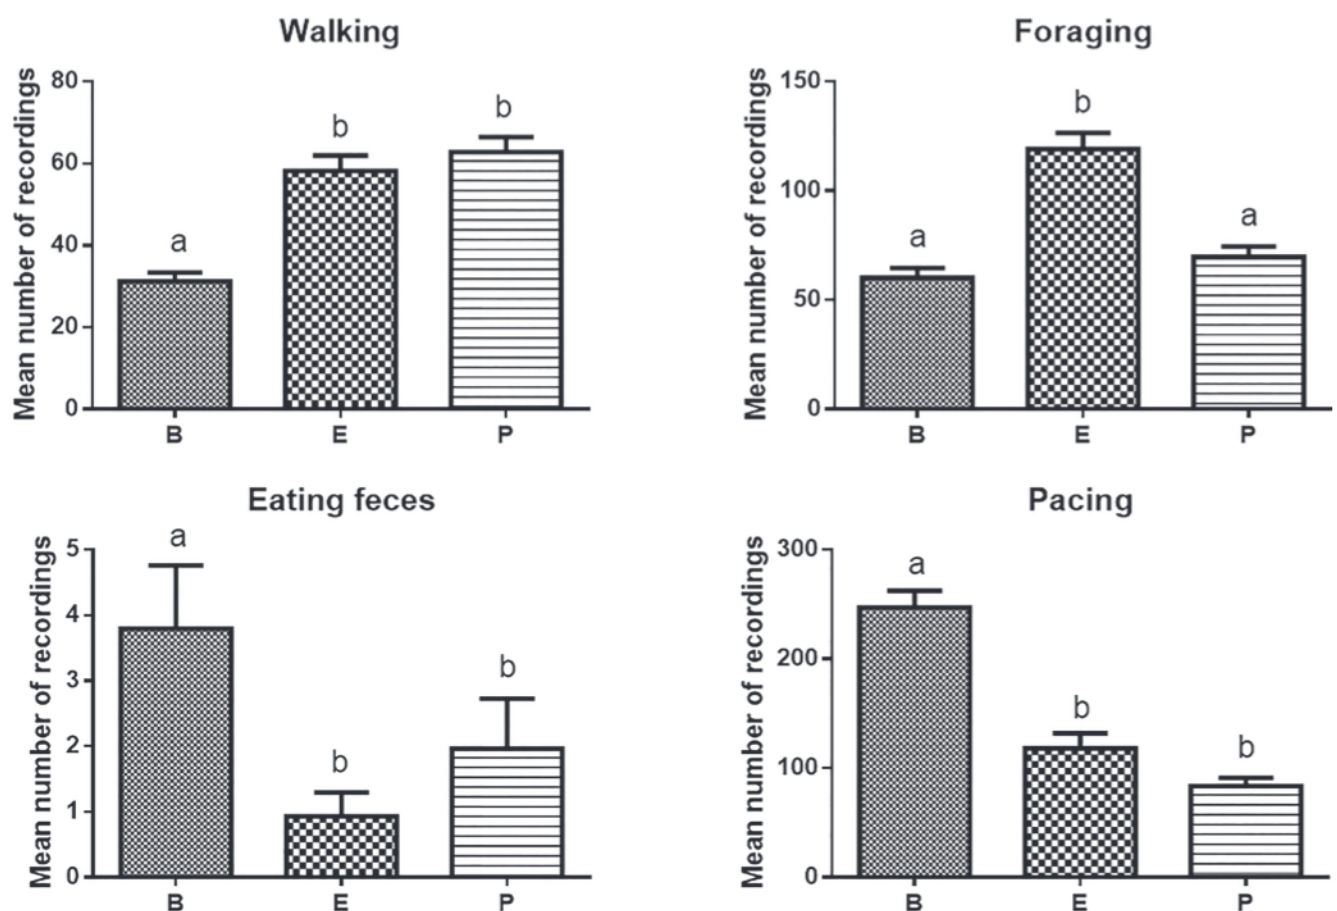 Walking
Mean number of recordings
80
60
40
20
0
a
b
b
B E P
Foraging
Mean number of recordings
150
100
50
0
a
b
a
B E P
Eating feces
Mean number of recordings
5
4
3
2
1
0
a
b
b
B E P
Pacing
Mean number of recordings
300
200
100
0
a
b
b
B E P